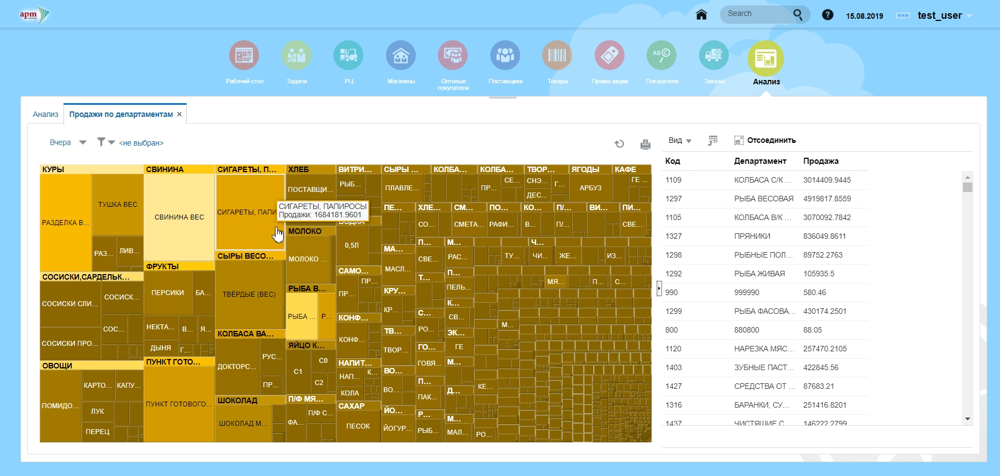 apm
Search
15.08.2019
test_user
АВС
Рабочий стол
Задачи
РЦ
Магазины
Оптовые
покупатели
Поставщики
Товары
Промо-акции
Показатели
Заказы
Анализ
Анализ
Продажи по департаментам ×
Вчера
<не выбран>
Вид
Отсоединить
Код Департамент Продажа
1109 КОЛБАСА С/К ... 3014409.9445
1297 РЫБА ВЕСОВАЯ 4919817.8559
1105 КОЛБАСА В/К ... 3070092.7842
1327 ПРЯНИКИ 836049.8611
1298 РЫБНЫЕ ПОЛ... 89752.2763
1292 РЫБА ЖИВАЯ 105935.5
990 999990 580.46
1299 РЫБА ФАСОВА... 430174.2501
800 880800 88.05
1120 НАРЕЗКА МЯС... 257470.2105
1403 ЗУБНЫЕ ПАСТ... 422845.56
1427 СРЕДСТВА ОТ ... 87683.21
1316 БАРАНКИ, СУ... 251416.8201
1437 ЧИСТЯЩИЕ С... 146222.2799
КУРЫ
РАЗДЕЛКА В...
ТУШКА ВЕС
РАЗ...
ЛИВ...
СОСИСКИ,САРДЕЛЬК...
СОСИСКИ СЛИ...
СОСИСК...
СОСИСКИ ПРО...
СОС...
ОВОЩИ
ПОМИДО...
КАРТО...
КАПУ...
ЛУК
ПЕРЕЦ
СВИНИНА
СВИНИНА ВЕС
ФРУКТЫ
ПЕРСИКИ
БА...
НЕКТА...
В...
Я...
ДЫНЯ
Г...
ПУНКТ ГОТО...
ПУНКТ ГОТОВОГО...
СИГАРЕТЫ, П...
СИГАРЕТЫ, ПАПИ
СИГАРЕТЫ, ПАПИРОСЫ
Продажи: 1684181.9601
СЫРЫ ВЕСО...
ТВЁРДЫЕ (ВЕС)
КОЛБАСА ВА...
ДОКТОРС...
РУС...
ПР...
ШОКОЛАД
ШОКОЛАД М...
ХЛЕБ
ПОСТАВЩИ...
МОЛОКО
МОЛОКО ...
РЫБА В...
РЫБА ...
Р...
ЯЙЦО К...
С1
С0
С2
П/Ф МЯ...
ФА...
П/Ф С...
ВИТРИ...
РЫБ...
ВОДКА
0,5Л
САМО...
ПР...
ПР...
КОНФ...
КОНФ...
НАПИТ...
НАП...
К...
КОЛА
САХАР
ПЕСОК
СЫРЫ ...
ПЛАВЛЕ...
КОЛБА...
КОЛБА...
ПР...
СЕ...
ТВОР...
СНЭ...
Г...
ДЕС...
ЯГОДЫ
АРБУЗ
КАФЕ
ГЕ ...
ПЕ...
ХЛЕ...
СО...
СМ...
СМЕТА...
ПО...
РАФИ...
КО...
В...
П/...
П/...
ВИ...
ПИ...
СВЕ...
МА...
МАСЛ...
КРУ...
КР...
ТВ...
ТВОР...
ВО...
ВО...
ЙО...
ЙОГУР...
П...
СВЕ...
Т...
С...
РО...
ГО...
ГОВЯ...
П...
ПАК...
Р...
РЫБ...
М...
РАС...
П...
ПЕЛЬ...
К...
СВ...
ЭК...
ГЕ
М...
Д...
М...
МАЛ...
ТУ...
Ч...
ЧИ...
ЖЕ...
ИЗ...
МЯ...
П...
С...
М...
КЕ...
РО...